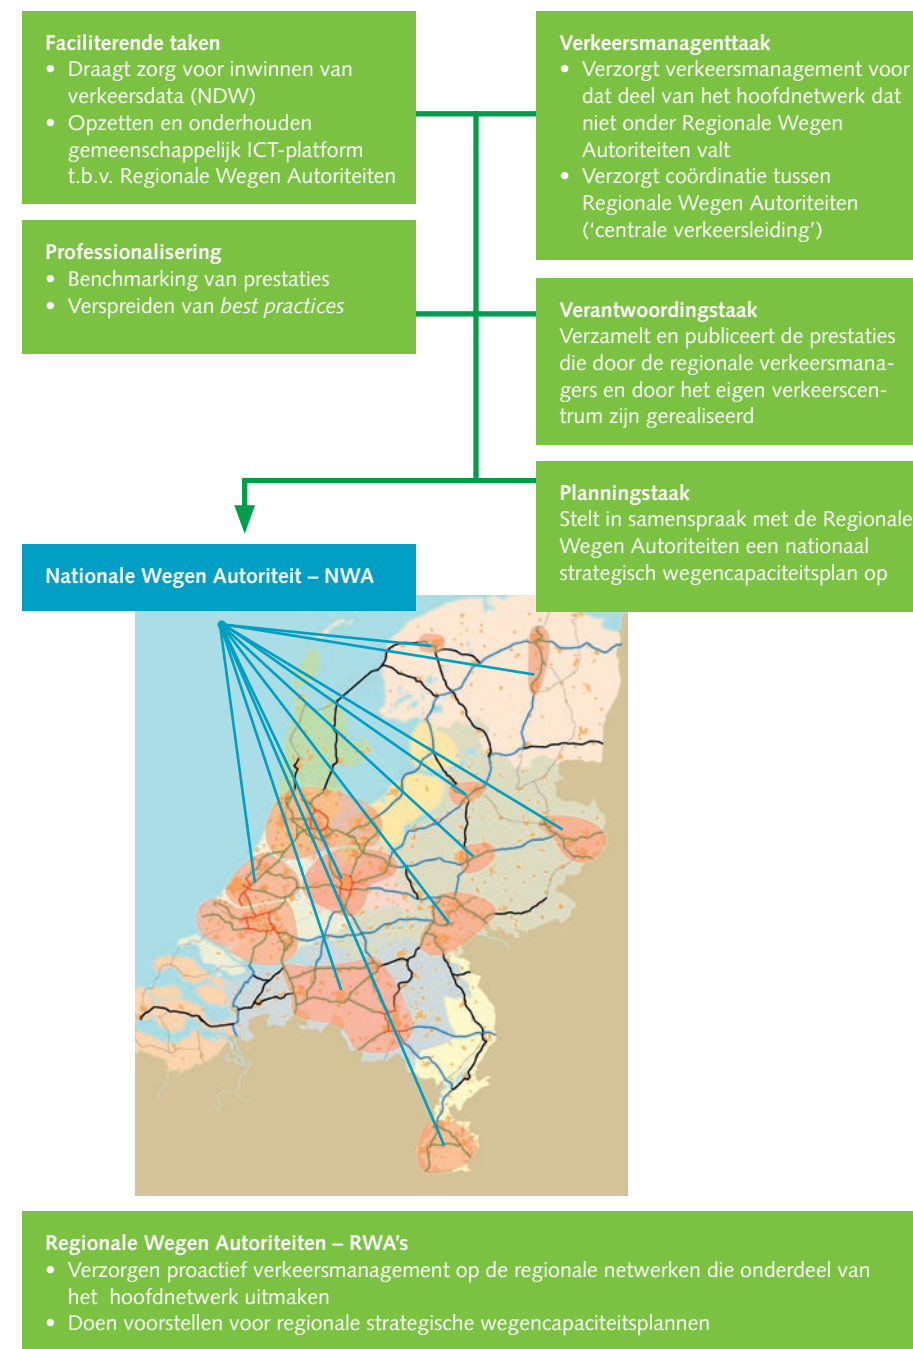 Faciliterende taken
• Draagt zorg voor inwinnen van
verkeersdata (NDW)
• Opzetten en onderhouden
gemeenschappelijk ICT-platform
t.b.v. Regionale Wegen Autoriteiten
Professionalisering
• Benchmarking van prestaties
• Verspreiden van best practices
Verkeersmanagenttaak
• Verzorgt verkeersmanagement voor
dat deel van het hoofdnetwerk dat
niet onder Regionale Wegen
Autoriteiten valt
• Verzorgt coördinatie tussen
Regionale Wegen Autoriteiten
(‘centrale verkeersleiding’)
Verantwoordingstaak
Verzamelt en publiceert de prestaties
die door de regionale verkeersmana-
gers en door het eigen verkeerscen-
trum zijn gerealiseerd
Planningstaak
Stelt in samenspraak met de Regionale
Wegen Autoriteiten een nationaal
strategisch wegencapaciteitsplan op
Nationale Wegen Autoriteit – NWA
Regionale Wegen Autoriteiten – RWA’s
• Verzorgen proactief verkeersmanagement op de regionale netwerken die onderdeel van
het hoofdnetwerk uitmaken
• Doen voorstellen voor regionale strategische wegencapaciteitsplannen